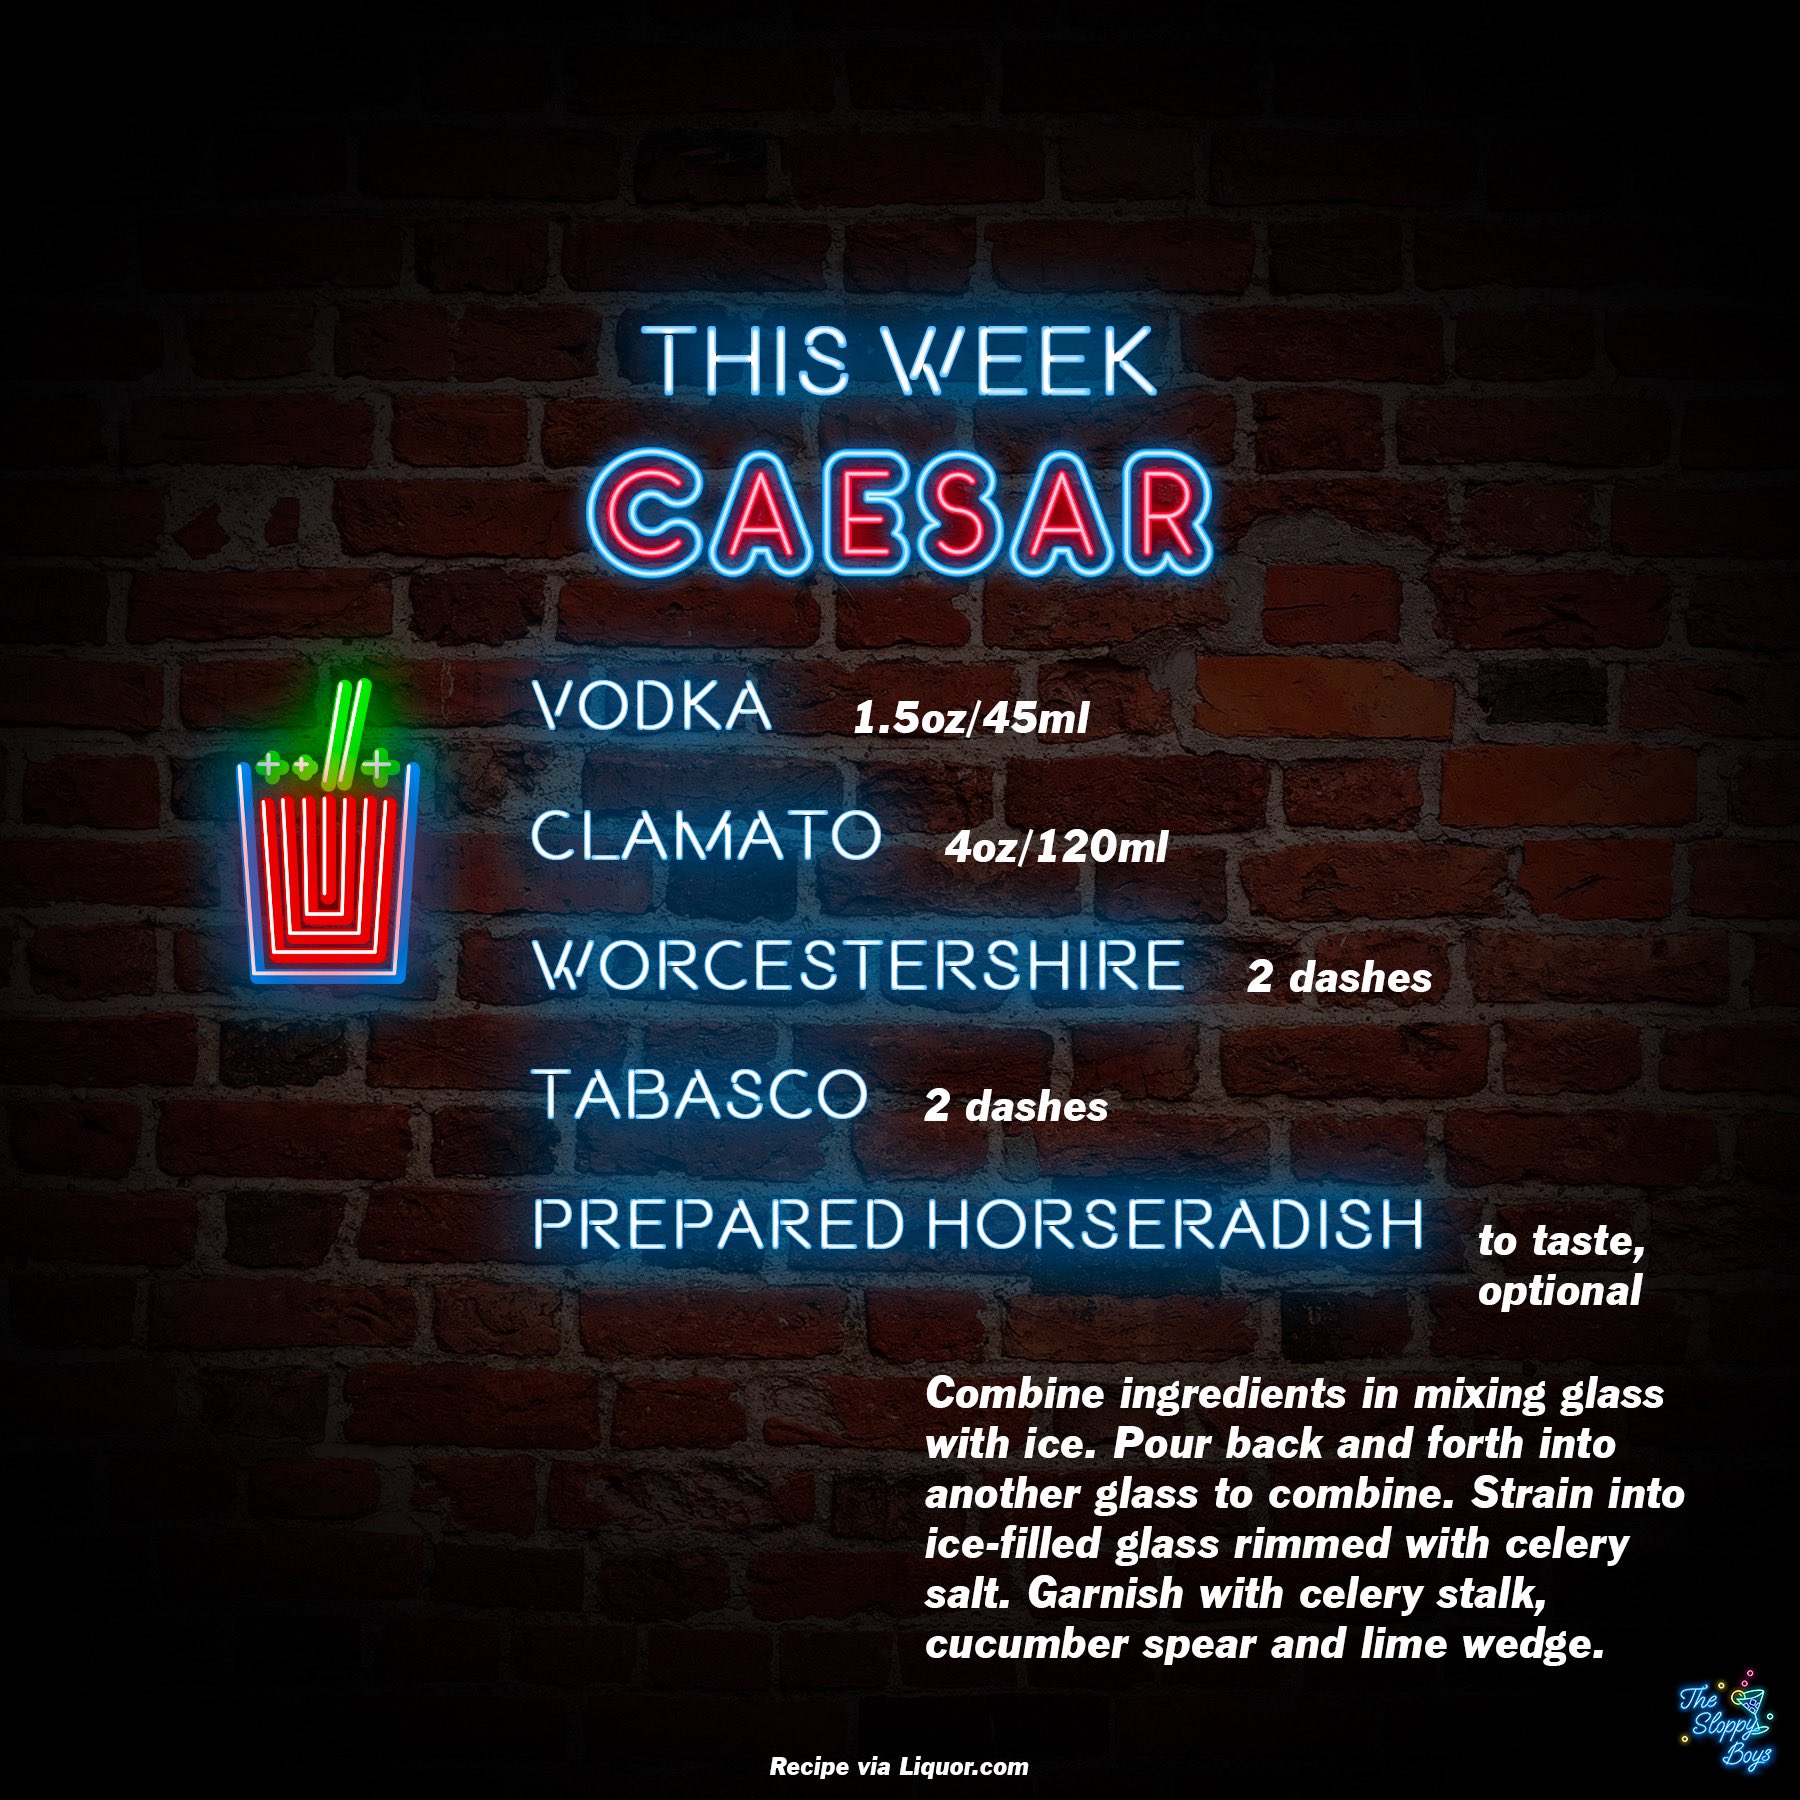 THIS WEEK
CAESAR
VODKA 1.5oz/45ml
CLAMATO 4oz/120ml
WORCESTERSHIRE 2 dashes
TABASCO 2 dashes
PREPARED HORSERADISH to taste,
optional
Combine ingredients in mixing glass
with ice. Pour back and forth into
another glass to combine. Strain into
ice-filled glass rimmed with celery
salt. Garnish with celery stalk,
cucumber spear and lime wedge.
The
Sloppy
Boys
Recipe via Liquor.com